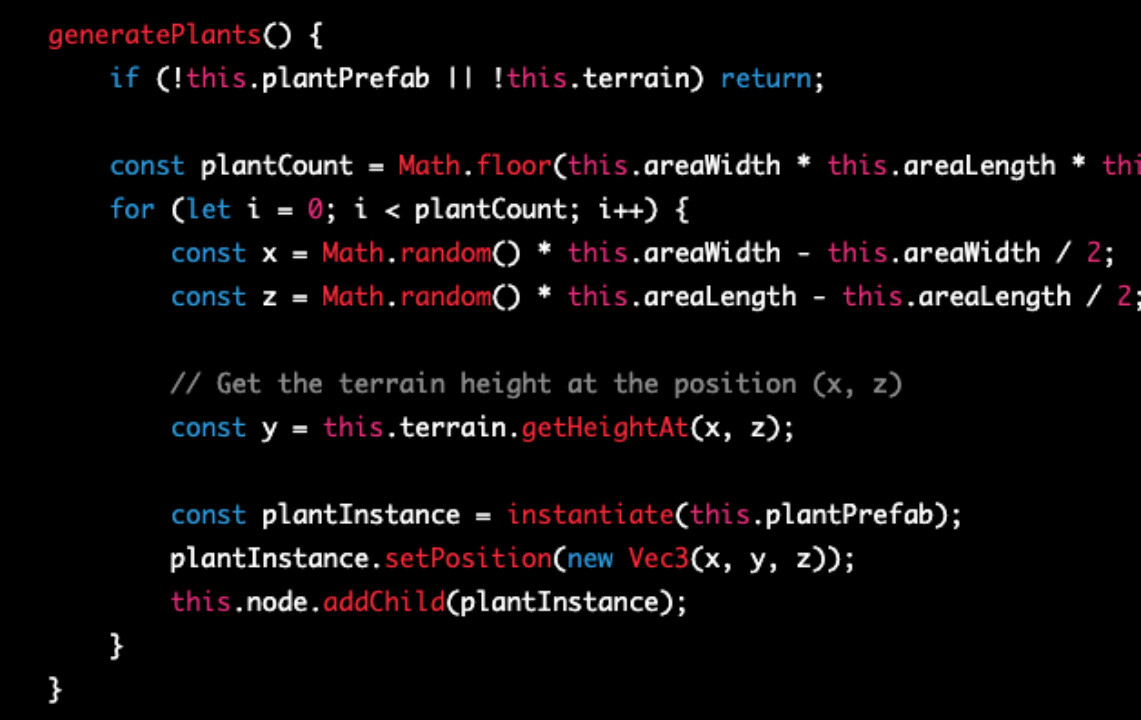 generatePlants() {
if (!this.plantPrefab || !this.terrain) return;
const plantCount = Math.floor(this.areaWidth * this.areaLength * thi
for (let i = 0; i < plantCount; i++) {
const x = Math.random() * this.areaWidth - this.areaWidth / 2;
const z = Math.random() * this.areaLength - this.areaLength / 2;
// Get the terrain height at the position (x, z)
const y = this.terrain.getHeightAt(x, z);
const plantInstance = instantiate(this.plantPrefab);
plantInstance.setPosition(new Vec3(x, y, z));
this.node.addChild(plantInstance);
}
}